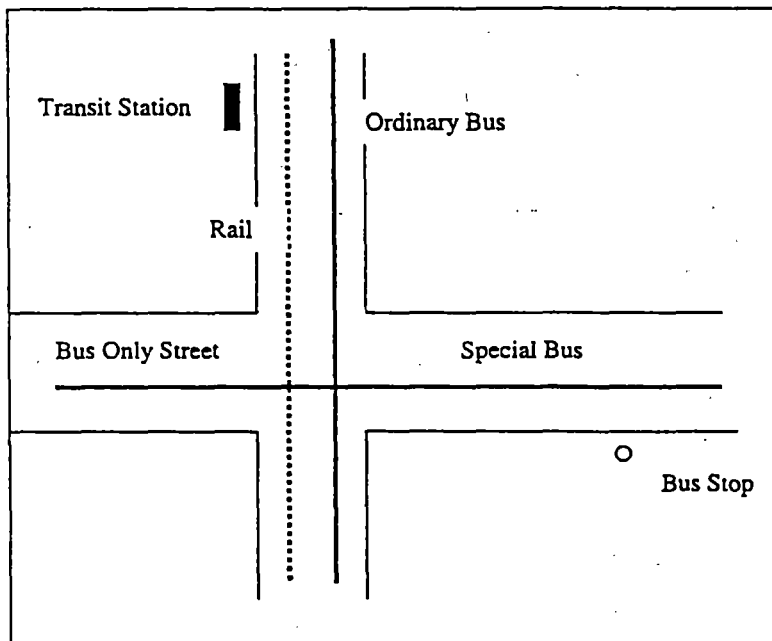 Transit Station
Ordinary Bus
Rail
Bus Only Street
Special Bus
Bus Stop